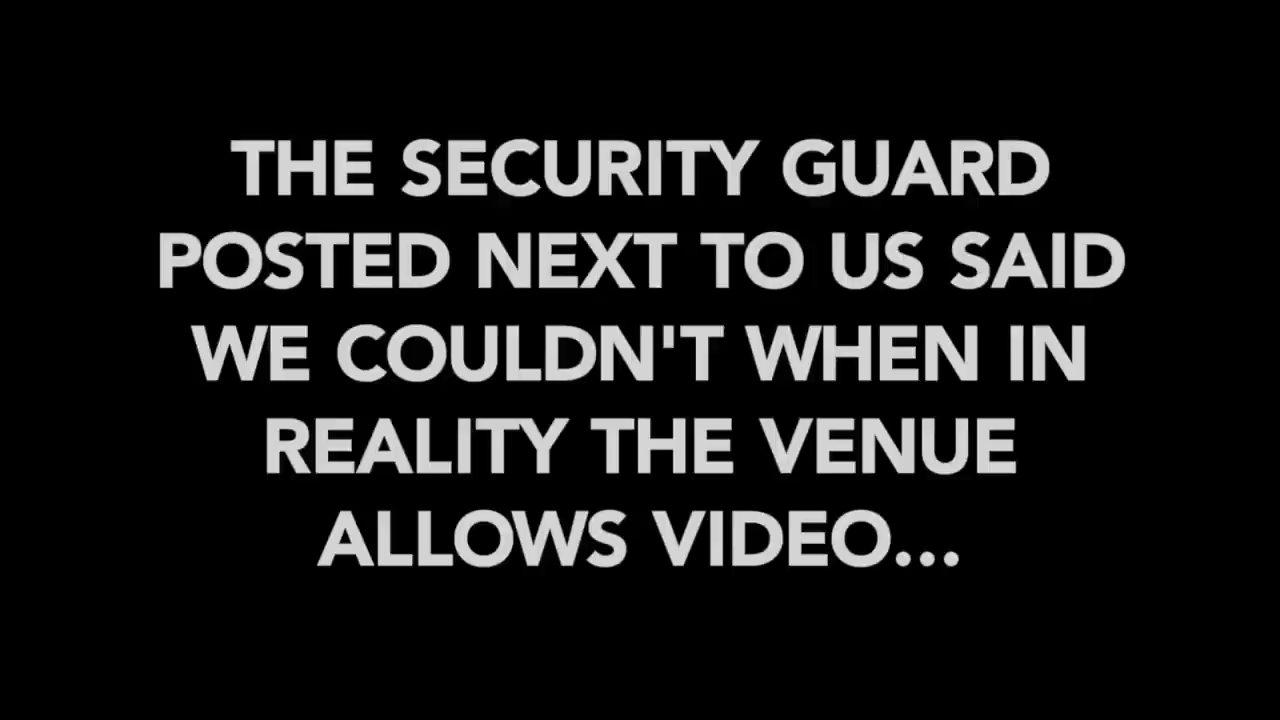 THE SECURITY GUARD
POSTED NEXT TO US SAID
WE COULDN'T WHEN IN
REALITY THE VENUE
ALLOWS VIDEO...